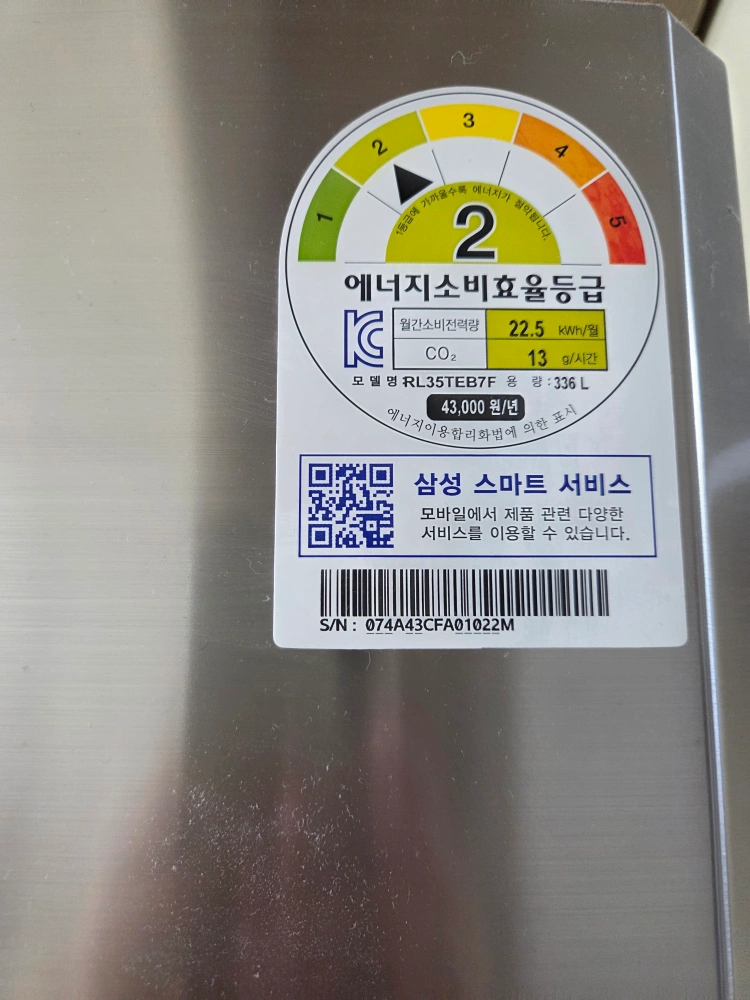 1
2
3
4
5
1등급에 가까울수록 에너지가 절약됩니다.
2
에너지소비효율등급
월간소비전력량 22.5 kWh/월
CO₂ 13 g/시간
모 델 명 : RL35TEB7F 용 량 : 336 L
43,000 원/년
에너지이용합리화법에 의한 표시
삼성 스마트 서비스
모바일에서 제품 관련 다양한
서비스를 이용할 수 있습니다.
S/N : 074A43CFA01022M